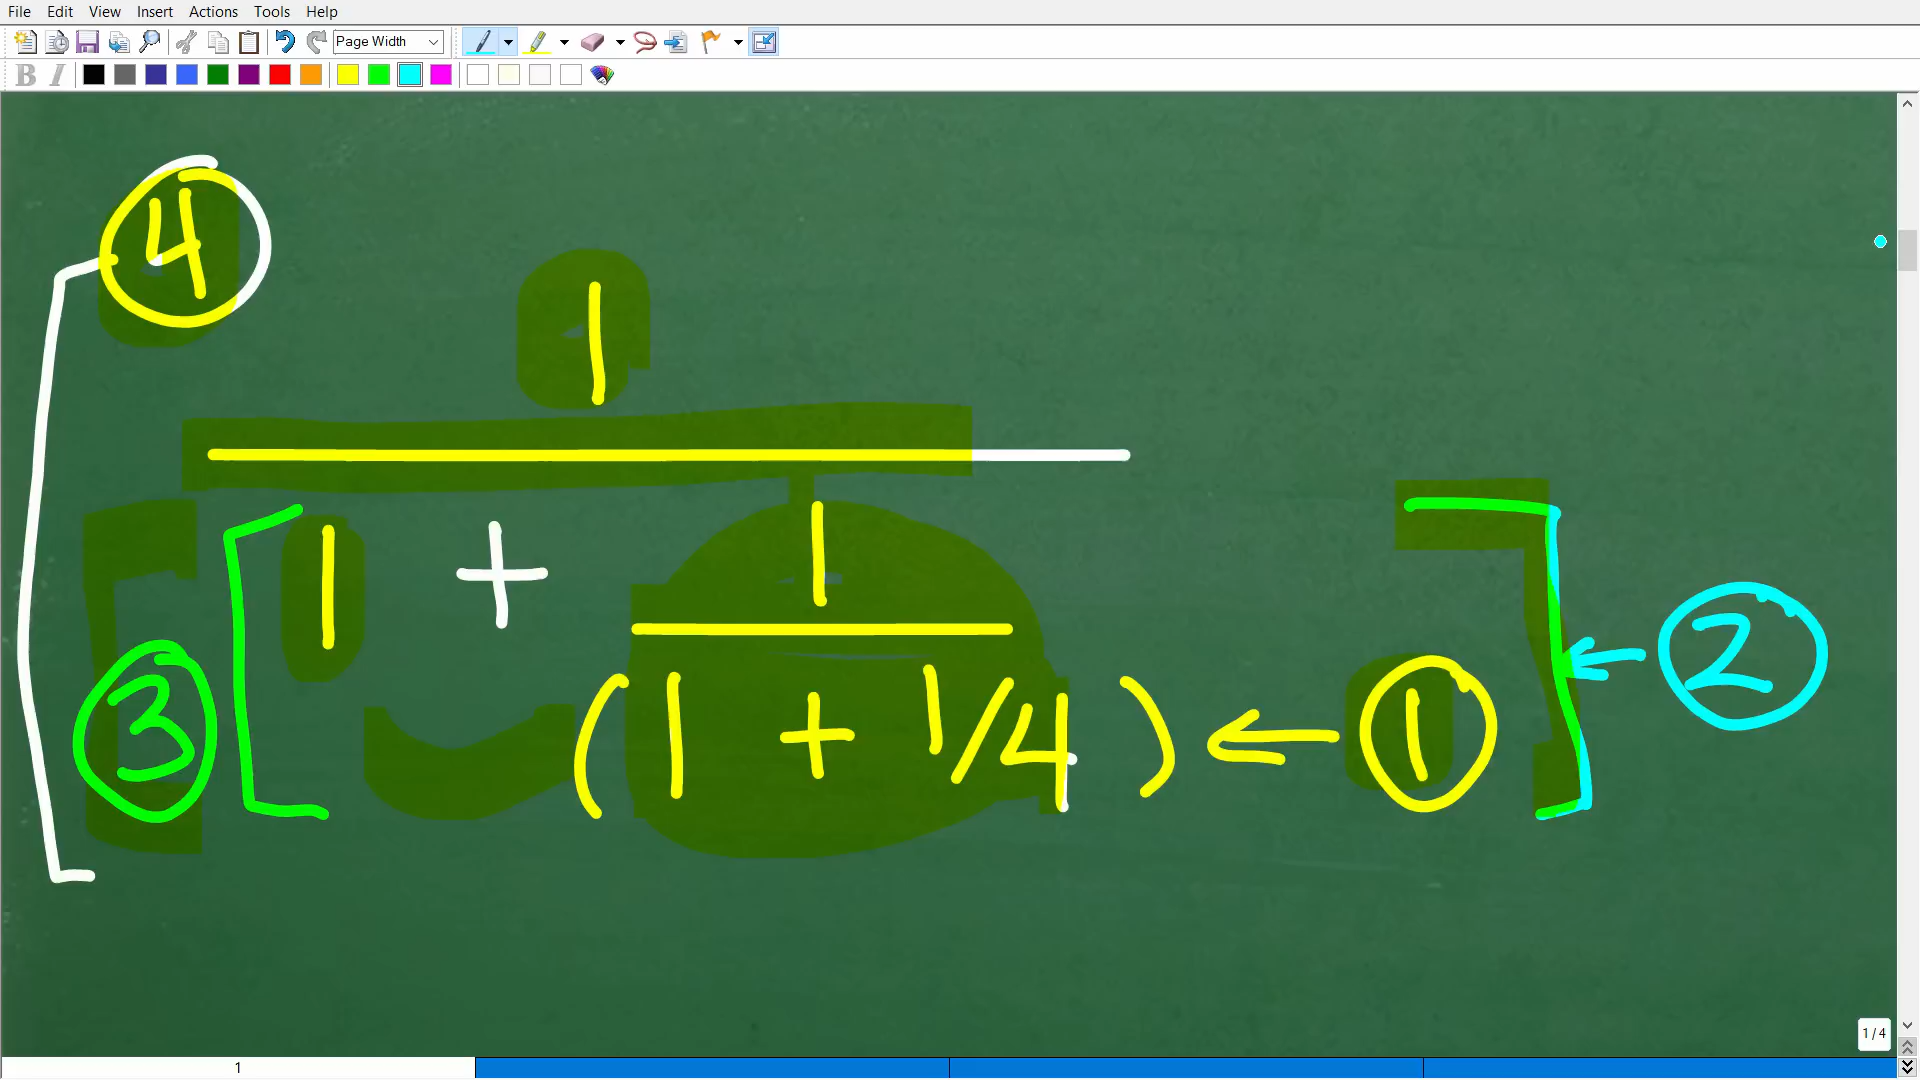 File Edit View Insert Actions Tools Help
Page Width
B I
4
1
1 + 1
3 (1 + 1/4) ← 1 ← 2
1/4
1